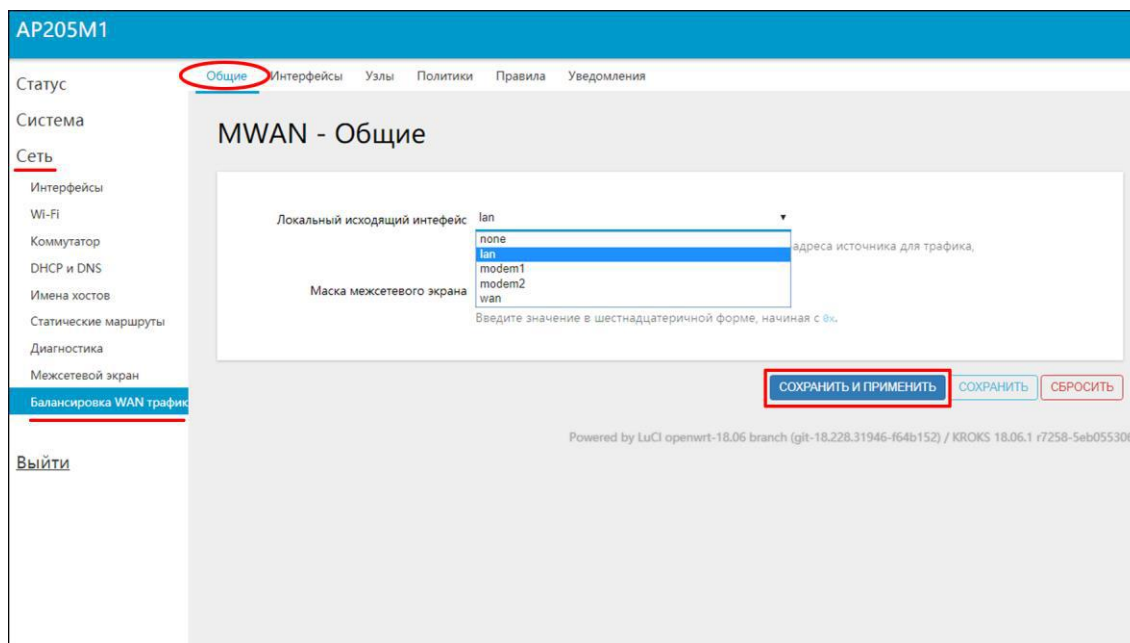 AP205M1
Статус
Система
Сеть
Интерфейсы
Wi-Fi
Коммутатор
DHCP и DNS
Имена хостов
Статические маршруты
Диагностика
Межсетевой экран
Балансировка WAN трафик
Выйти
Общие Интерфейсы Узлы Политики Правила Уведомления
MWAN - Общие
Локальный исходящий интефейс lan
none
lan
modem1
modem2
wan
адреса источника для трафика,
Маска межсетевого экрана
Введите значение в шестнадцатеричной форме, начиная с 0x.
СОХРАНИТЬ И ПРИМЕНИТЬ СОХРАНИТЬ СБРОСИТЬ
Powered by LuCI openwrt-18.06 branch (git-18.228.31946-f64b152) / KROKS 18.06.1 r7258-5eb055306